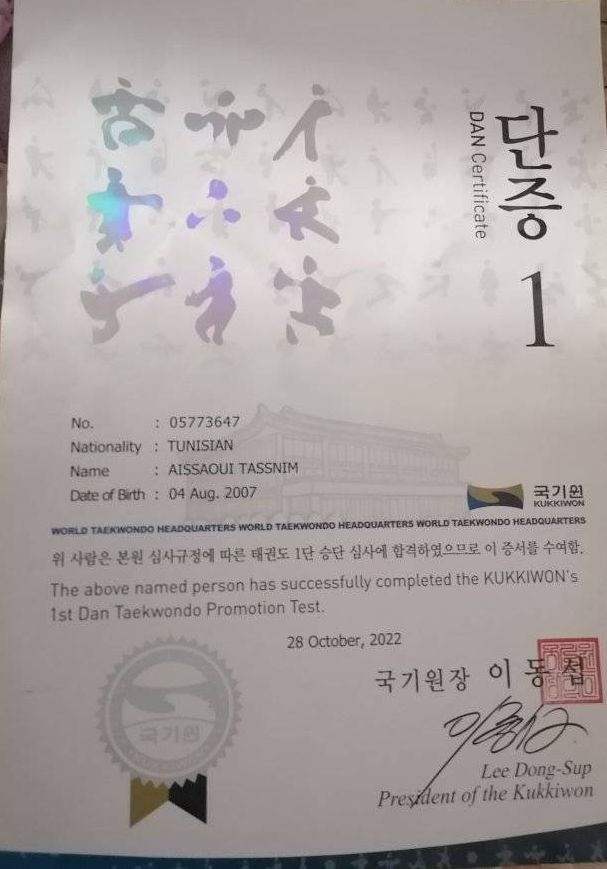 단증
DAN Certificate
1
No. : 05773647
Nationality : TUNISIAN
Name : AISSAOUI TASSNIM
Date of Birth : 04 Aug. 2007
국기원
KUKKIWON
WORLD TAEKWONDO HEADQUARTERS WORLD TAEKWONDO HEADQUARTERS WORLD TAEKWONDO HEADQUARTERS
위 사람은 본원 심사규정에 따른 태권도 1단 승단 심사에 합격하였으므로 이 증서를 수여함.
The above named person has successfully completed the KUKKIWON's
1st Dan Taekwondo Promotion Test.
28 October, 2022
국기원장 이동섭
국기원
KUKKIWON
Lee Dong-Sup
President of the Kukkiwon